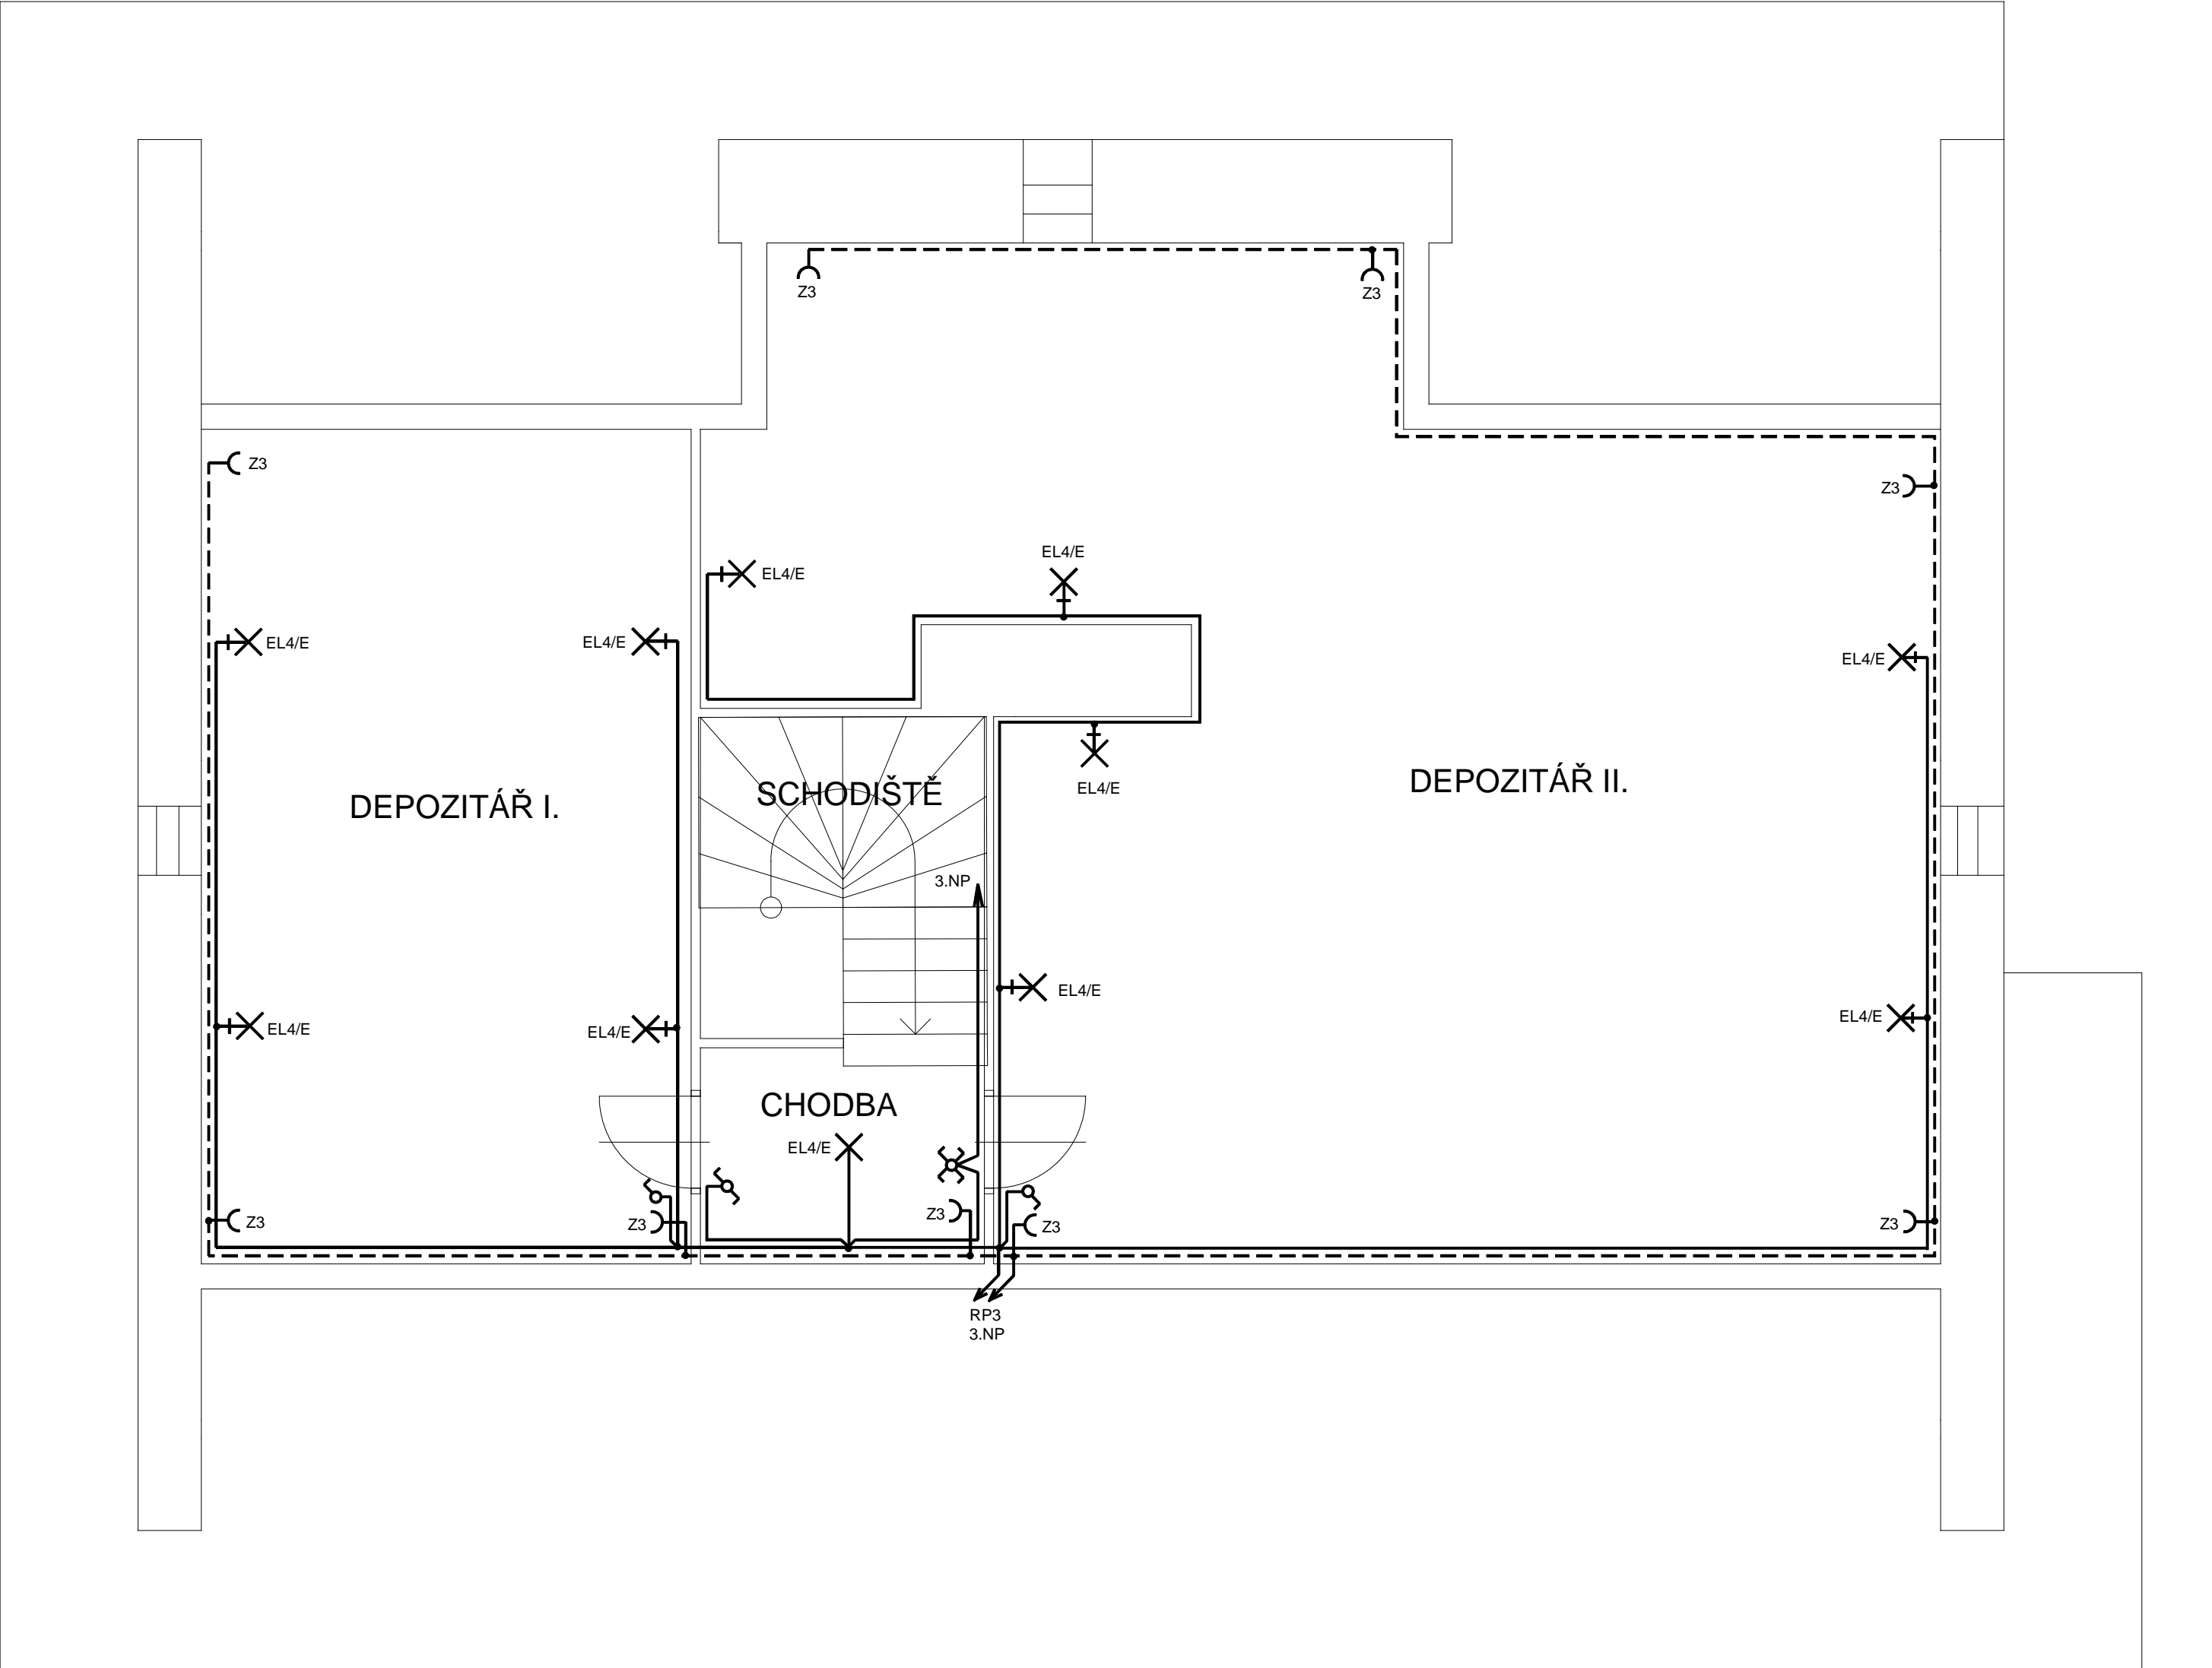 Z3
Z3
Z3
Z3
EL4/E
EL4/E
EL4/E
EL4/E
EL4/E
EL4/E
DEPOZITÁŘ I.
SCHODIŠTĚ
DEPOZITÁŘ II.
EL4/E
3.NP
EL4/E
EL4/E
EL4/E
EL4/E
CHODBA
EL4/E
Z3
Z3
Z3
Z3
Z3
RP3
3.NP